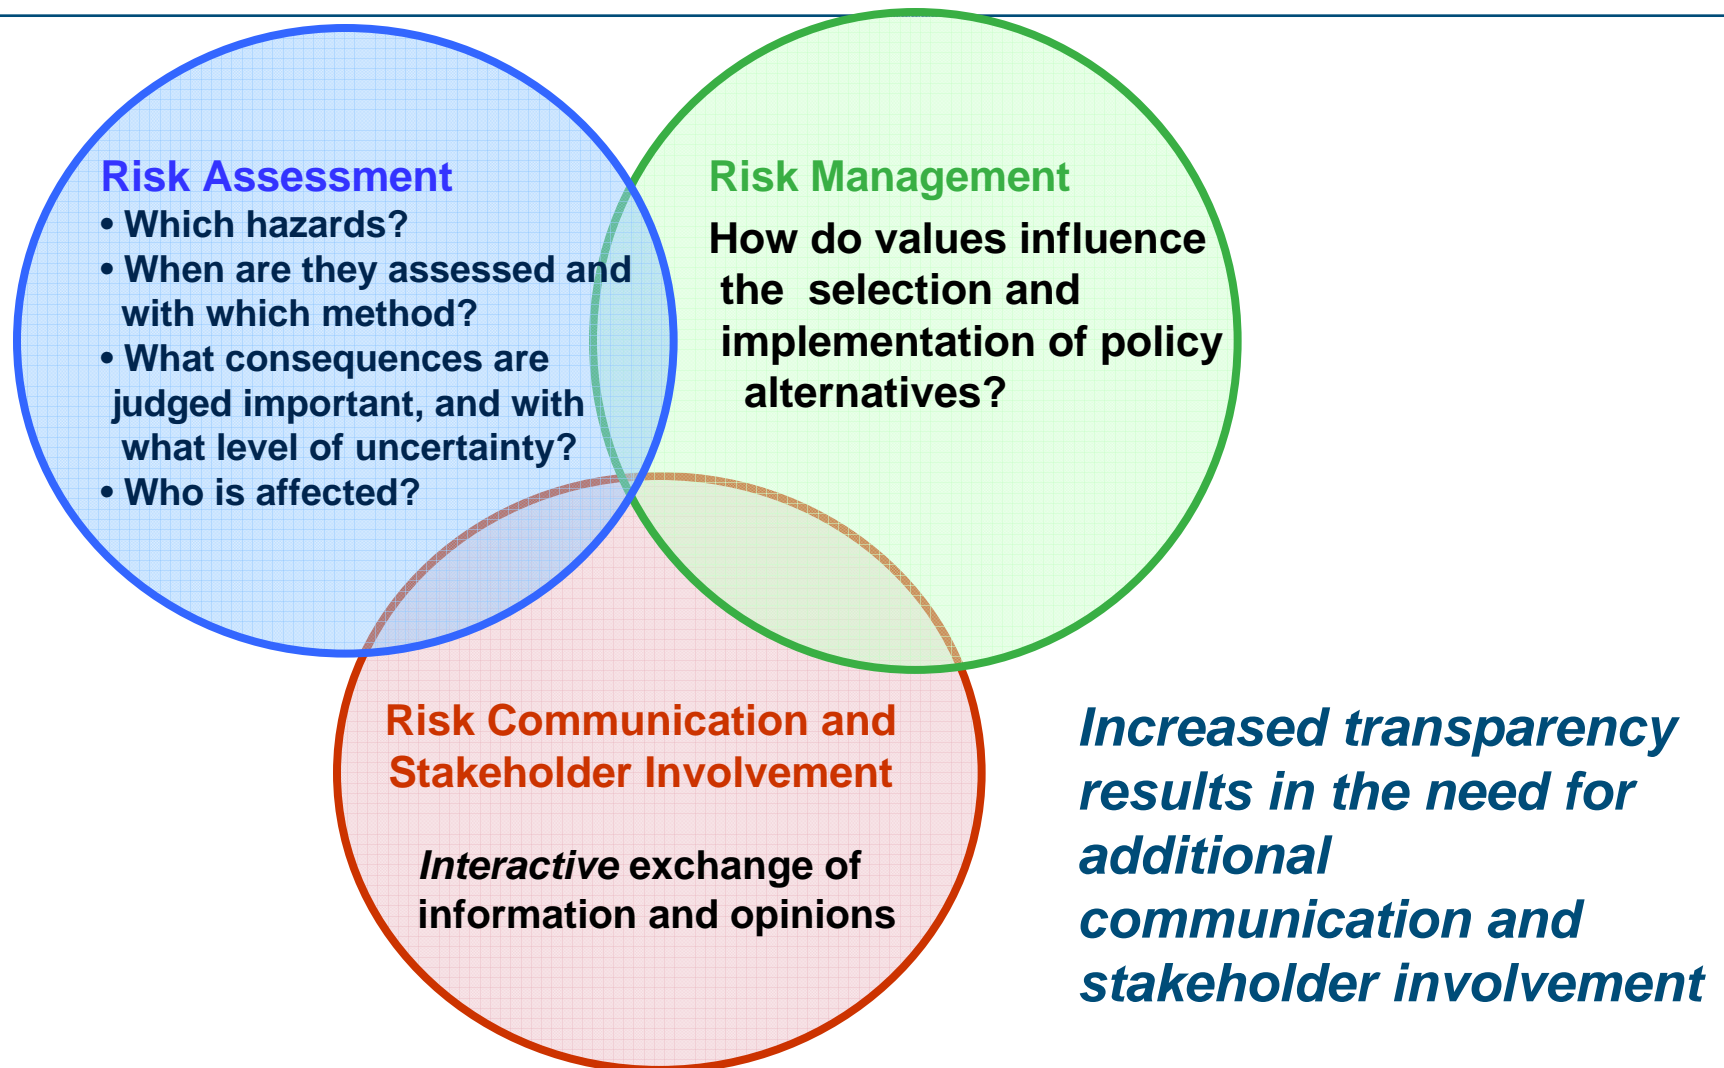 Risk Assessment
• Which hazards?
• When are they assessed and
with which method?
• What consequences are
judged important, and with
what level of uncertainty?
• Who is affected?
Risk Management
How do values influence
the selection and
implementation of policy
alternatives?
Risk Communication and
Stakeholder Involvement
Interactive exchange of
information and opinions
Increased transparency
results in the need for
additional
communication and
stakeholder involvement